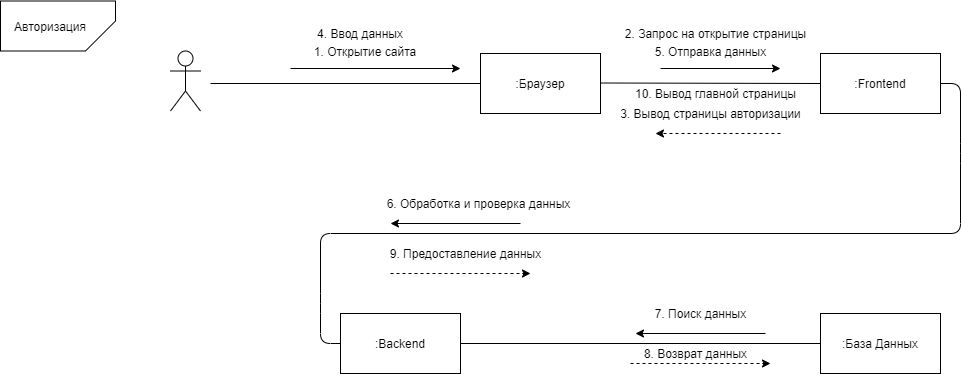 Авторизация
4. Ввод данных
1. Открытие сайта
2. Запрос на открытие страницы
5. Отправка данных
:Браузер
:Frontend
10. Вывод главной страницы
3. Вывод страницы авторизации
6. Обработка и проверка данных
9. Предоставление данных
7. Поиск данных
:Backend
:База Данных
8. Возврат данных